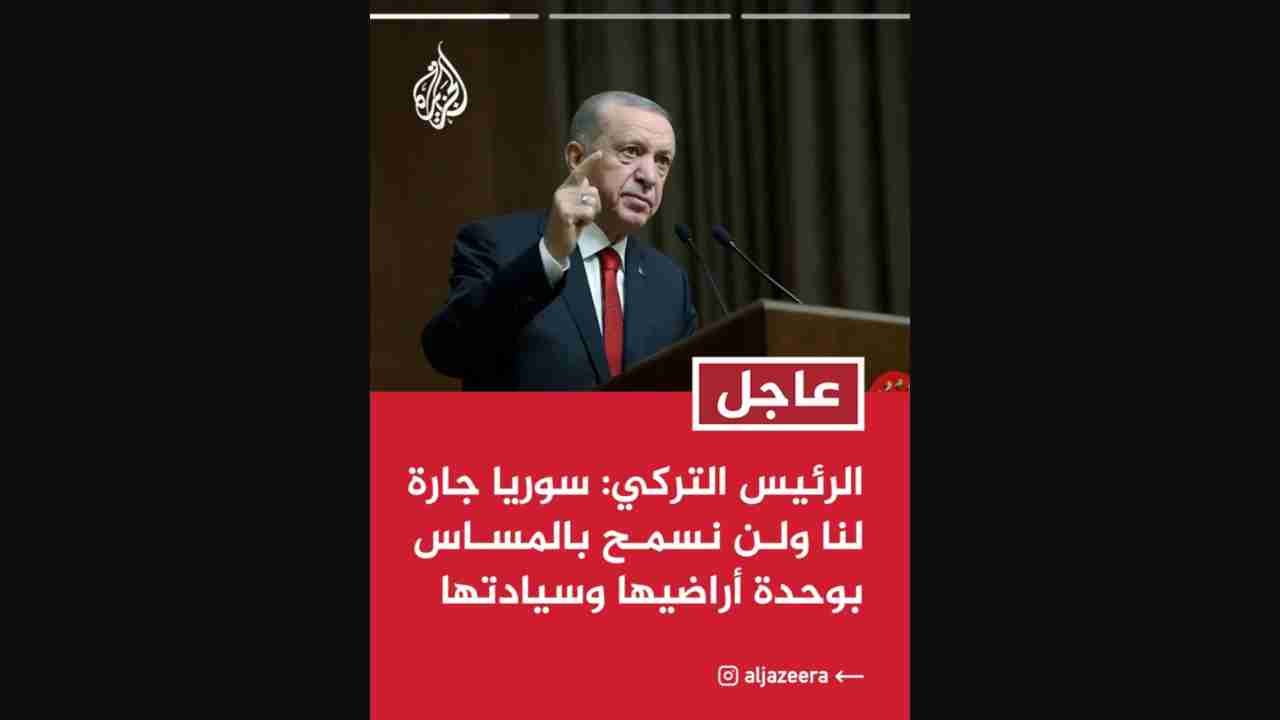 الجزيرة
عاجل
الرئيس التركي: سوريا جارة
لنا ولن نسمح بالمساس
بوحدة أراضيها وسيادتها
aljazeera